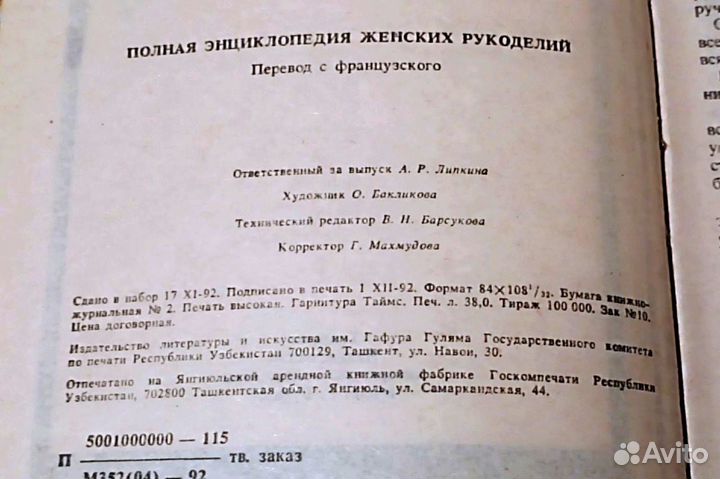 ПОЛНАЯ ЭНЦИКЛОПЕДИЯ ЖЕНСКИХ РУКОДЕЛИЙ
Перевод с французского
Ответственный за выпуск А. Р. Липкина
Художник О. Бакликова
Технический редактор В. Н. Барсукова
Корректор Г. Махмудова
Сдано в набор 17 XI-92. Подписано в печать 1 XII-92. Формат 84×108¹/₃₂. Бумага книжно-
журнальная № 2. Печать высокая. Гарнитура Таймс. Печ. л. 38,0. Тираж 100 000. Зак №10.
Цена договорная.
Издательство литературы и искусства им. Гафура Гуляма Государственного комитета
по печати Республики Узбекистан 700129, Ташкент, ул. Навои, 30.
Отпечатано на Янгиюльской арендной книжной фабрике Госкомпечати Республики
Узбекистан, 702800 Ташкентская обл. г. Янгиюль, ул. Самаркандская, 44.
5001000000 — 115
П тв. заказ
М352(04) — 92
Avito